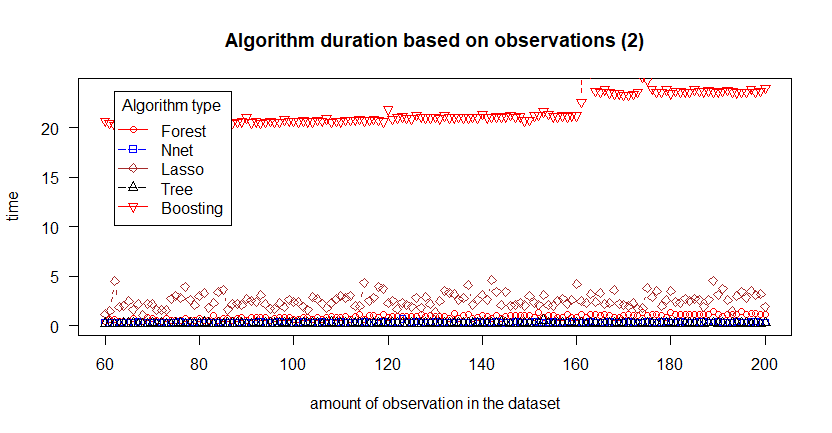 Algorithm duration based on observations (2)
Algorithm type
Forest
Nnet
Lasso
Tree
Boosting
time
20
15
10
5
0
60 80 100 120 140 160 180 200
amount of observation in the dataset